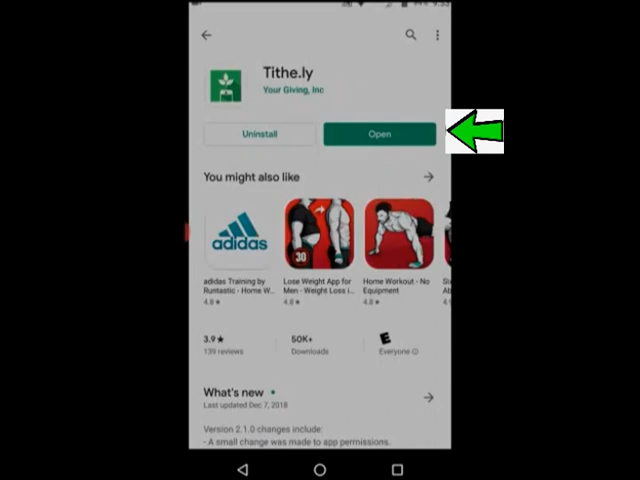 Tithe.ly
Your Giving, Inc
Uninstall
Open
You might also like
adidas
30
adidas Training by
Runtastic - Home W...
4.8★
Lose Weight App for
Men - Weight Loss i...
4.8★
Home Workout - No
Equipment
4.8★
3.9★
139 reviews
50K+
Downloads
E
Everyone
What's new
Last updated Dec 7, 2018
Version 2.1.0 changes include:
- A small change was made to app permissions.